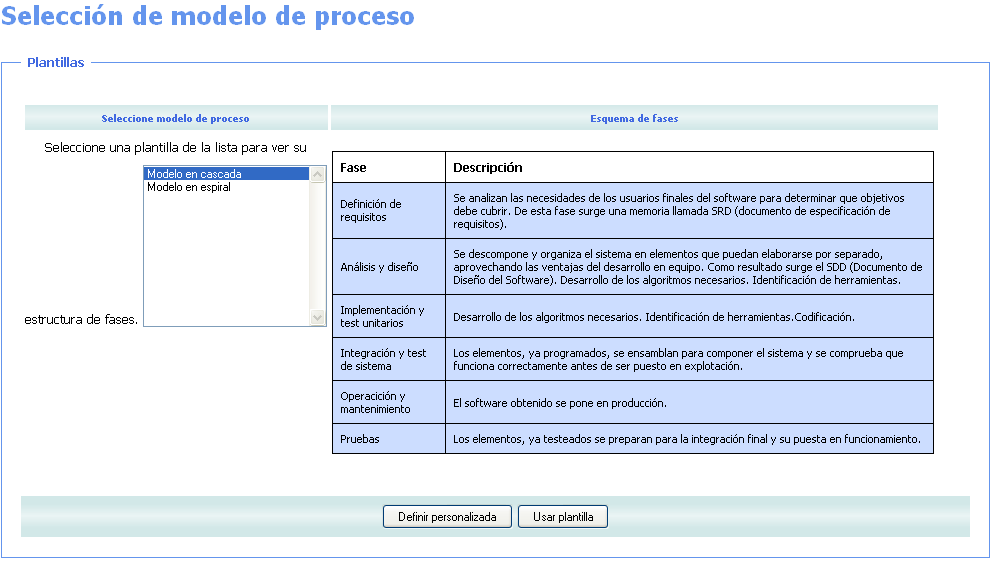 Selección de modelo de proceso
Plantillas
Seleccione modelo de proceso
Esquema de fases
Seleccione una plantilla de la lista para ver su
Modelo en cascada
Modelo en espiral
estructura de fases.
Fase
Descripción
Definición de
requisitos
Se analizan las necesidades de los usuarios finales del software para determinar que objetivos
debe cubrir. De esta fase surge una memoria llamada SRD (documento de especificación de
requisitos).
Análisis y diseño
Se descompone y organiza el sistema en elementos que puedan elaborarse por separado,
aprovechando las ventajas del desarrollo en equipo. Como resultado surge el SDD (Documento de
Diseño del Software). Desarrollo de los algoritmos necesarios. Identificación de herramientas.
Implementación y
test unitarios
Desarrollo de los algoritmos necesarios. Identificación de herramientas.Codificación.
Integración y test
de sistema
Los elementos, ya programados, se ensamblan para componer el sistema y se comprueba que
funciona correctamente antes de ser puesto en explotación.
Operacición y
mantenimiento
El software obtenido se pone en producción.
Pruebas
Los elementos, ya testeados se preparan para la integración final y su puesta en funcionamiento.
Definir personalizada
Usar plantilla